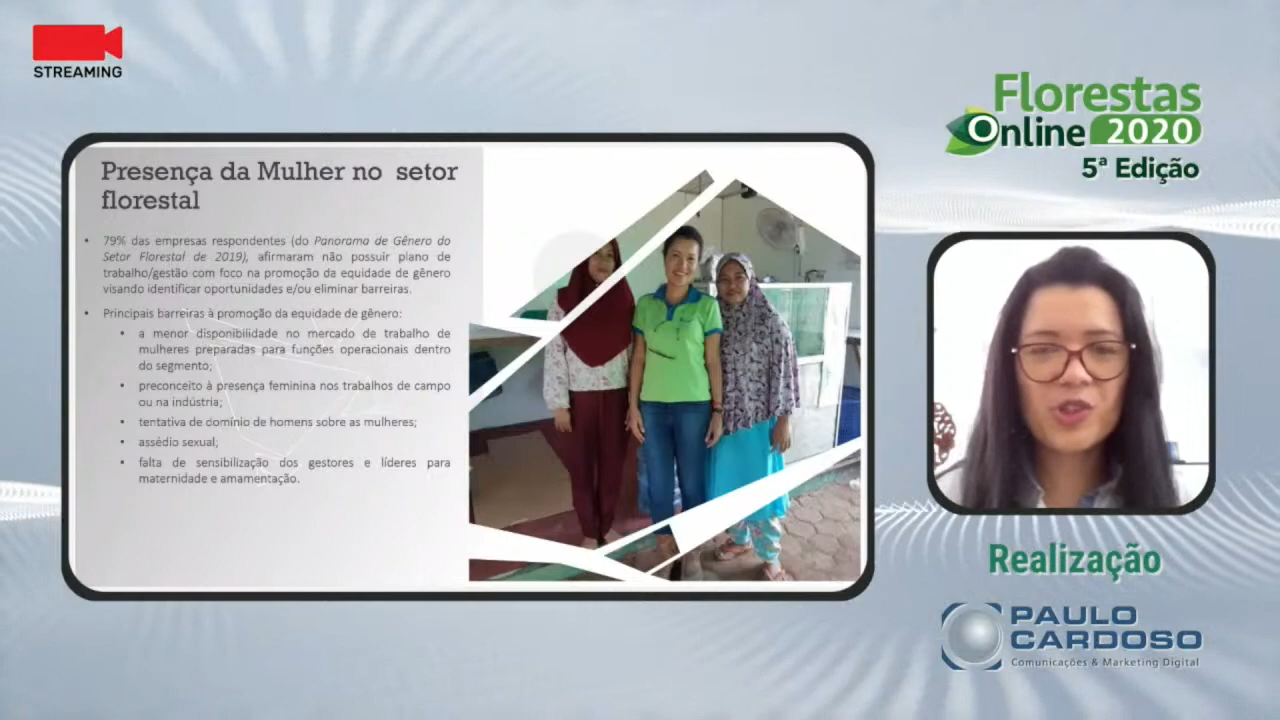 STREAMING
Florestas
Online 2020
5ª Edição
Presença da Mulher no setor
florestal
• 79% das empresas respondentes (do Panorama de Gênero do
Setor Florestal de 2019), afirmaram não possuir plano de
trabalho/gestão com foco na promoção da equidade de gênero
visando identificar oportunidades e/ou eliminar barreiras.
• Principais barreiras à promoção da equidade de gênero:
• a menor disponibilidade no mercado de trabalho de
mulheres preparadas para funções operacionais dentro
do segmento;
• preconceito à presença feminina nos trabalhos de campo
ou na indústria;
• tentativa de domínio de homens sobre as mulheres;
• assédio sexual;
• falta de sensibilização dos gestores e líderes para
maternidade e amamentação.
Realização
PAULO
CARDOSO
Comunicações & Marketing Digital